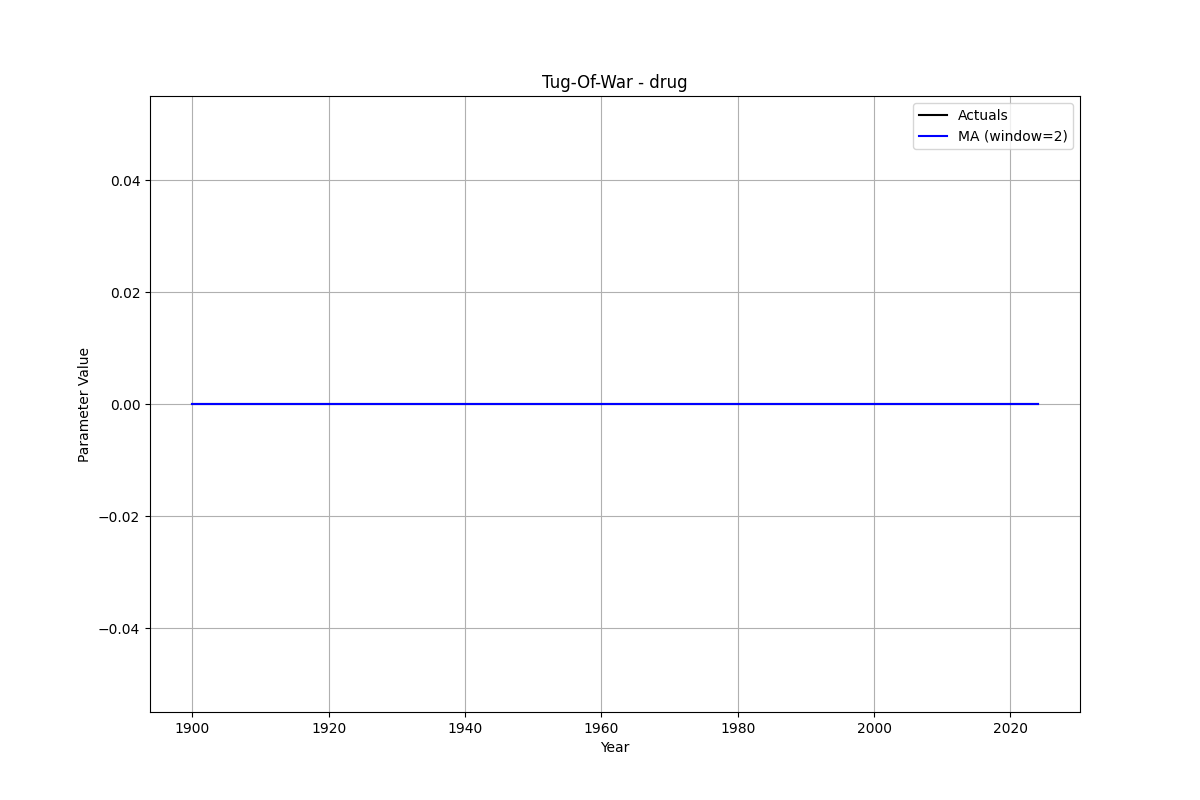 Tug-Of-War - drug
Actuals
MA (window=2)
0.04
0.02
0.00
−0.02
−0.04
Parameter Value
1900 1920 1940 1960 1980 2000 2020
Year